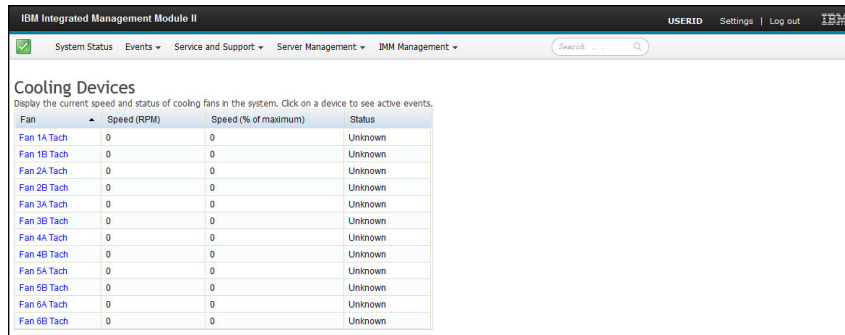 IBM Integrated Management Module II USERID Settings | Log out IBM
System Status Events Service and Support Server Management IMM Management Search. . .
Cooling Devices
Display the current speed and status of cooling fans in the system. Click on a device to see active events.
Fan Speed (RPM) Speed (% of maximum) Status
Fan 1A Tach 0 0 Unknown
Fan 1B Tach 0 0 Unknown
Fan 2A Tach 0 0 Unknown
Fan 2B Tach 0 0 Unknown
Fan 3A Tach 0 0 Unknown
Fan 3B Tach 0 0 Unknown
Fan 4A Tach 0 0 Unknown
Fan 4B Tach 0 0 Unknown
Fan 5A Tach 0 0 Unknown
Fan 5B Tach 0 0 Unknown
Fan 6A Tach 0 0 Unknown
Fan 6B Tach 0 0 Unknown